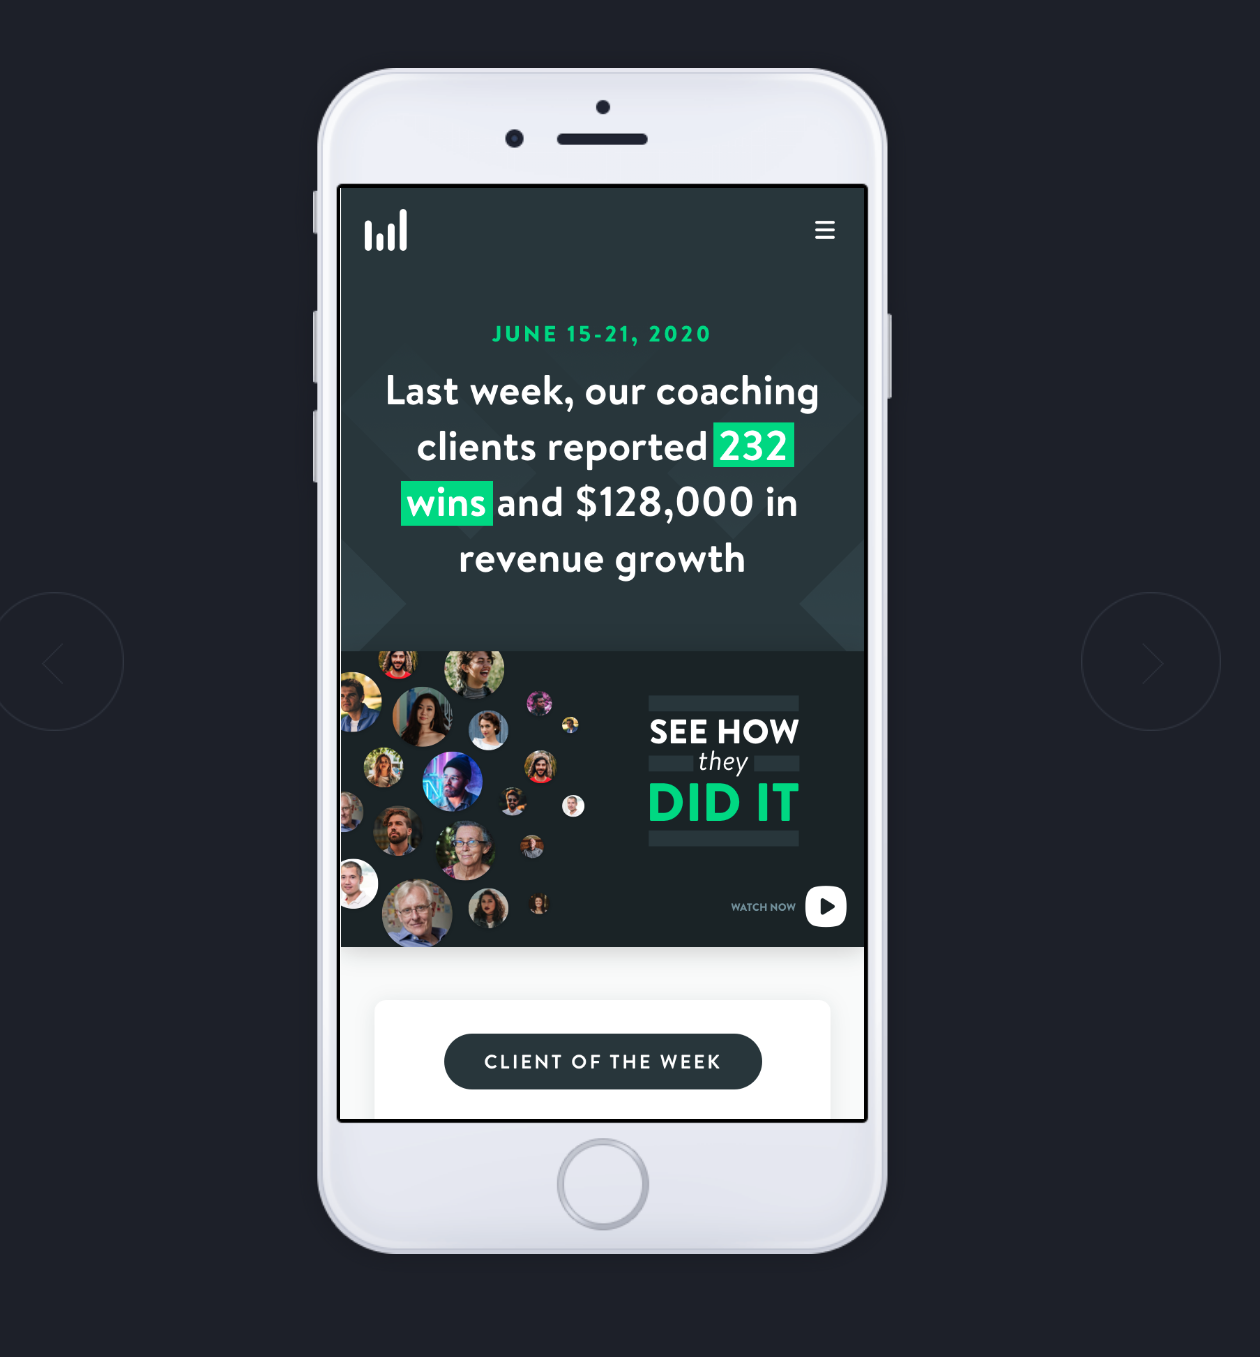 JUNE 15-21, 2020
Last week, our coaching
clients reported 232
wins and $128,000 in
revenue growth
SEE HOW
they
DID IT
WATCH NOW
CLIENT OF THE WEEK